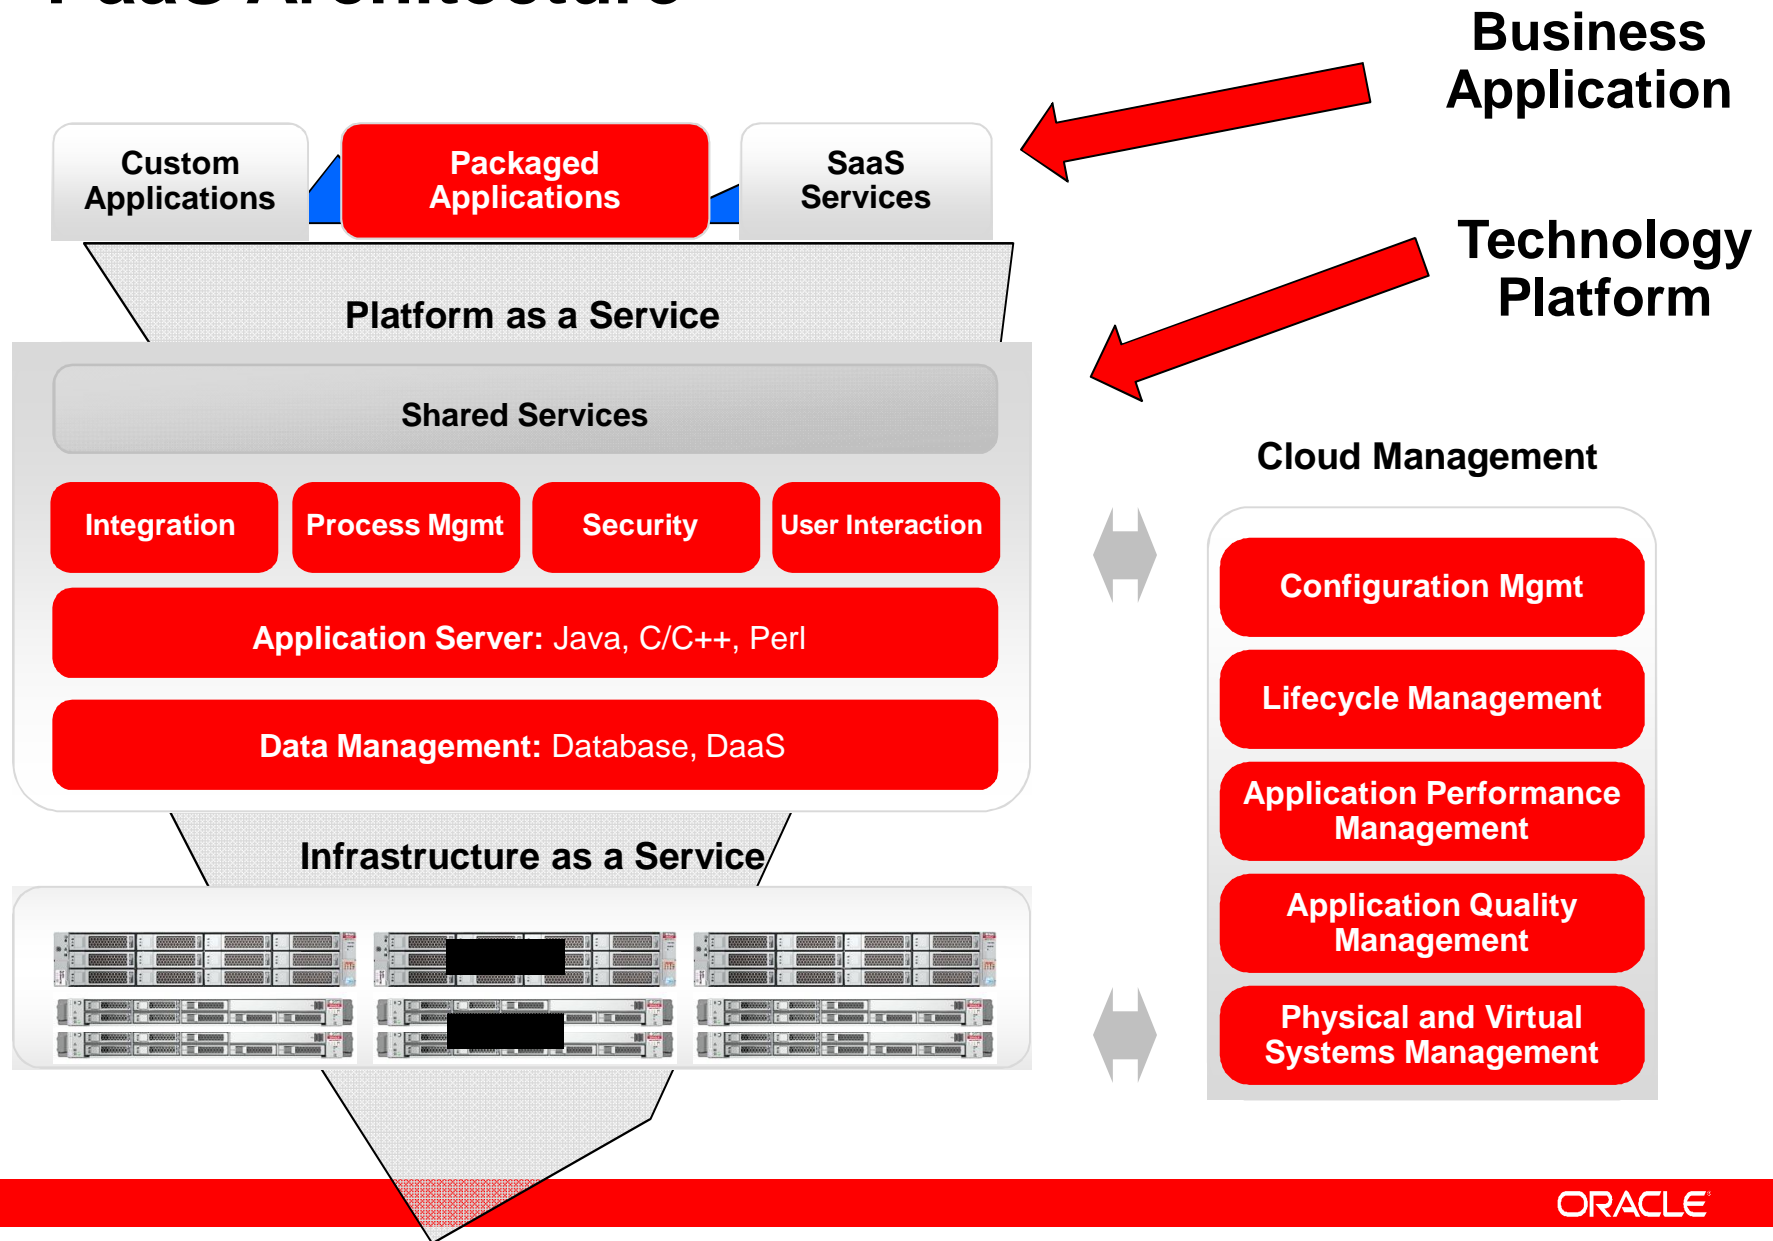 PaaS Architecture
Business
Application
Custom
Applications
Packaged
Applications
SaaS
Services
Technology
Platform
Platform as a Service
Shared Services
Cloud Management
Integration
Process Mgmt
Security
User Interaction
Configuration Mgmt
Application Server: Java, C/C++, Perl
Lifecycle Management
Data Management: Database, DaaS
Application Performance
Management
Infrastructure as a Service
Application Quality
Management
Physical and Virtual
Systems Management
ORACLE